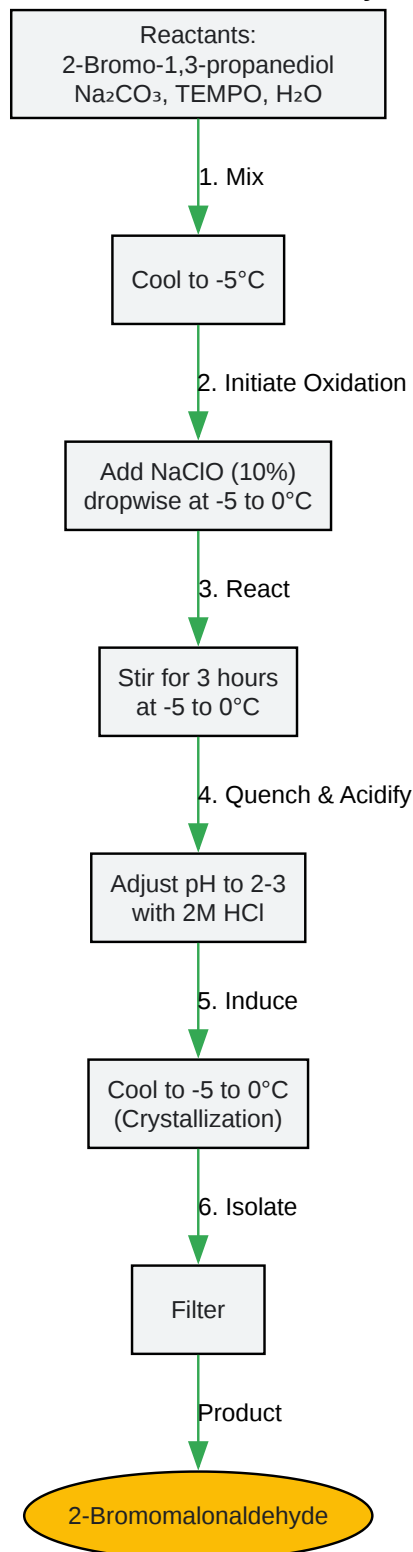 Reactants:
2-Bromo-1,3-propanediol
Na₂CO₃, TEMPO, H₂O
1. Mix
Cool to -5°C
2. Initiate Oxidation
Add NaClO (10%)
dropwise at -5 to 0°C
3. React
Stir for 3 hours
at -5 to 0°C
4. Quench & Acidify
Adjust pH to 2-3
with 2M HCl
5. Induce
Cool to -5 to 0°C
(Crystallization)
6. Isolate
Filter
Product
2-Bromomalonaldehyde